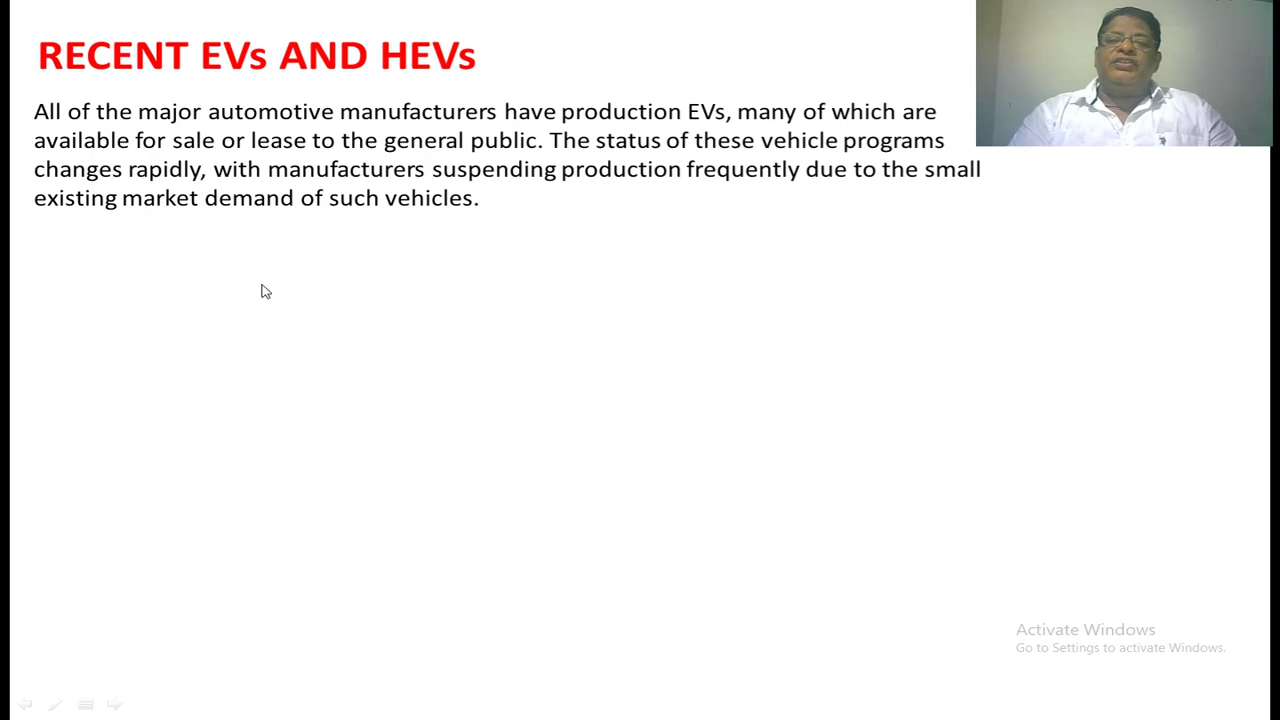 RECENT EVs AND HEVs
All of the major automotive manufacturers have production EVs, many of which are
available for sale or lease to the general public. The status of these vehicle programs
changes rapidly, with manufacturers suspending production frequently due to the small
existing market demand of such vehicles.
Activate Windows
Go to Settings to activate Windows.